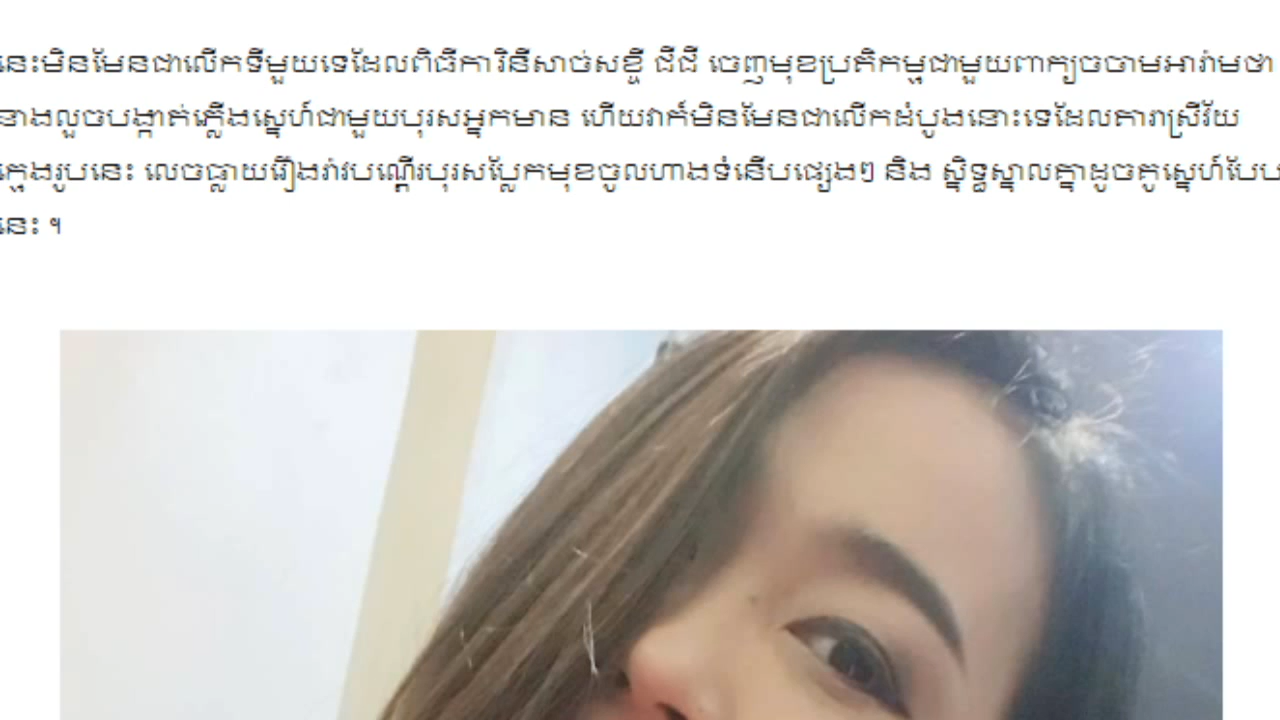 នេះមិនមែនជាលើកទីមួយទេដែលពិធីការិនីសាច់សខ្ចី ជីជី ចេញមុខប្រតិកម្មជាមួយពាក្យចចាមអារ៉ាមថា
នាងលួចបង្កាត់ភ្លើងស្នេហ៍ជាមួយបុរសអ្នកមាន ហើយវាក៏មិនមែនជាលើកដំបូងនោះទេដែលតារាស្រីវ័យ
ក្មេងរូបនេះ លេចធ្លាយរឿងរ៉ាវបណ្ដើរបុរសប្លែកមុខចូលហាងទំនើបផ្សេងៗ និង ស្និទ្ធស្នាលគ្នាដូចគូស្នេហ៍បែប
នេះ ។